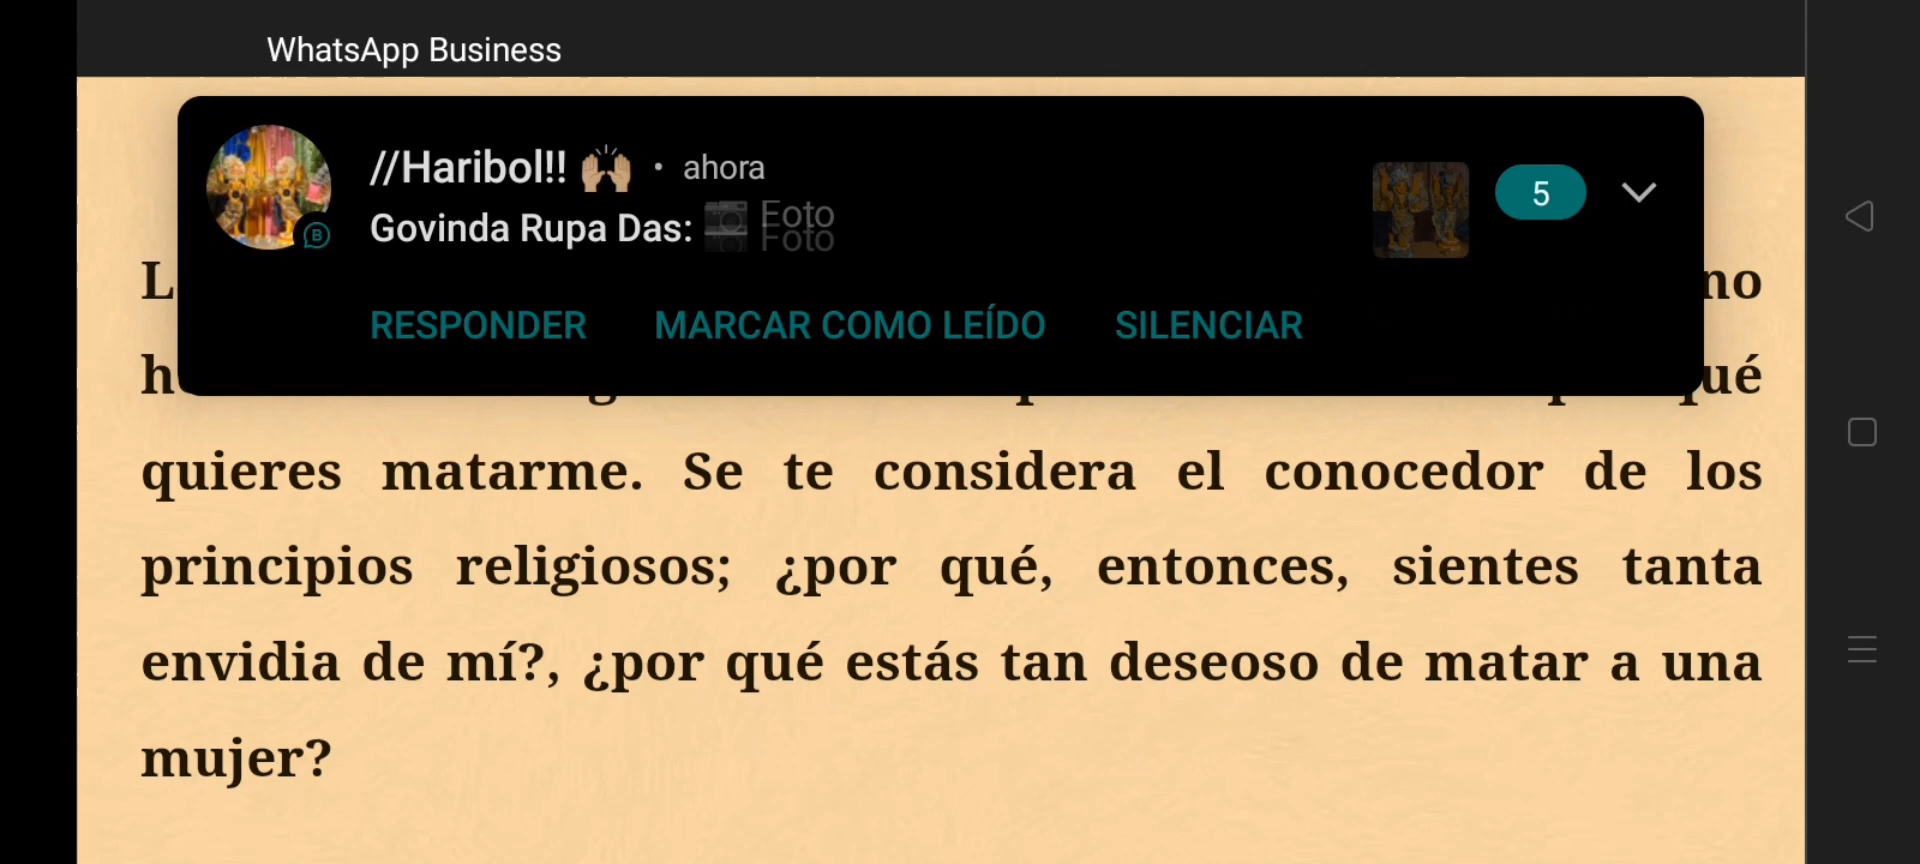 WhatsApp Business
//Haribol!! 🙌🏼 • ahora
Govinda Rupa Das: Foto
5
RESPONDER MARCAR COMO LEÍDO SILENCIAR
quieres matarme. Se te considera el conocedor de los
principios religiosos; ¿por qué, entonces, sientes tanta
envidia de mí?, ¿por qué estás tan deseoso de matar a una
mujer?